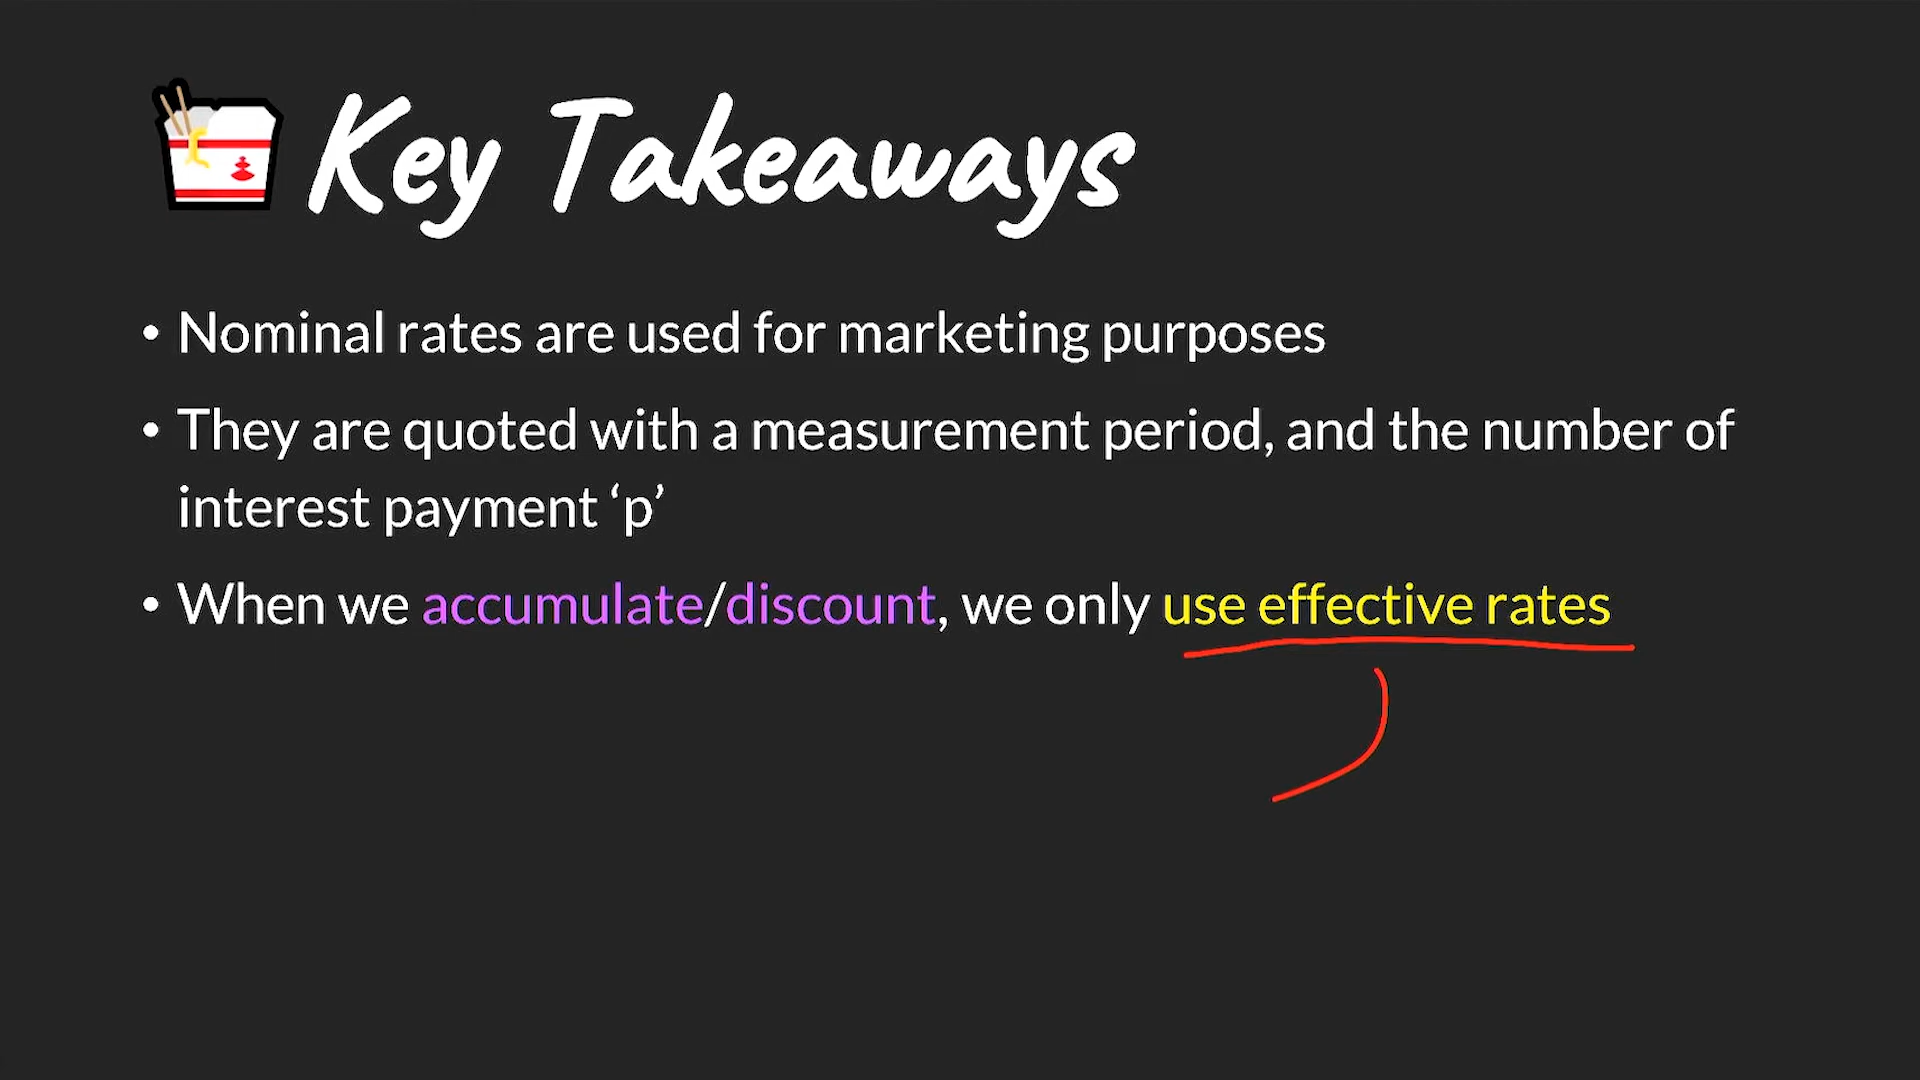 Key Takeaways
• Nominal rates are used for marketing purposes
• They are quoted with a measurement period, and the number of
interest payment ‘p’
• When we accumulate/discount, we only use effective rates